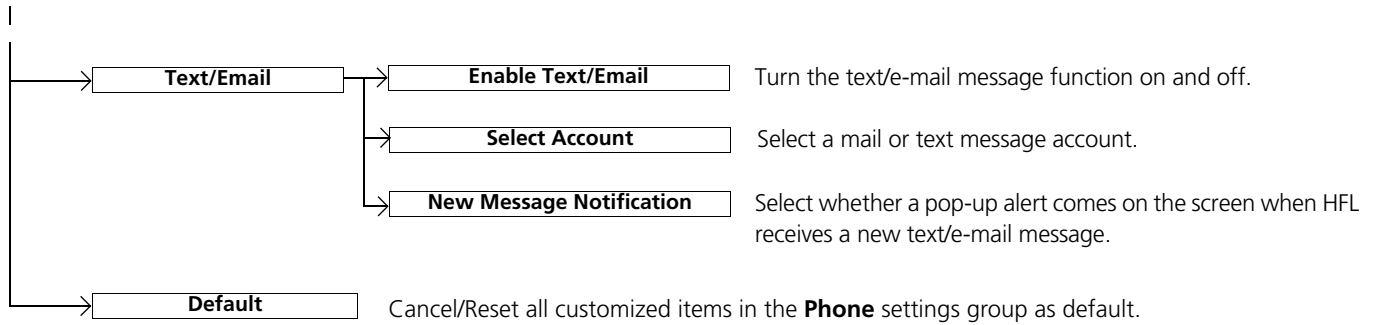 Text/Email
Enable Text/Email
Turn the text/e-mail message function on and off.
Select Account
Select a mail or text message account.
New Message Notification
Select whether a pop-up alert comes on the screen when HFL
receives a new text/e-mail message.
Default
Cancel/Reset all customized items in the Phone settings group as default.